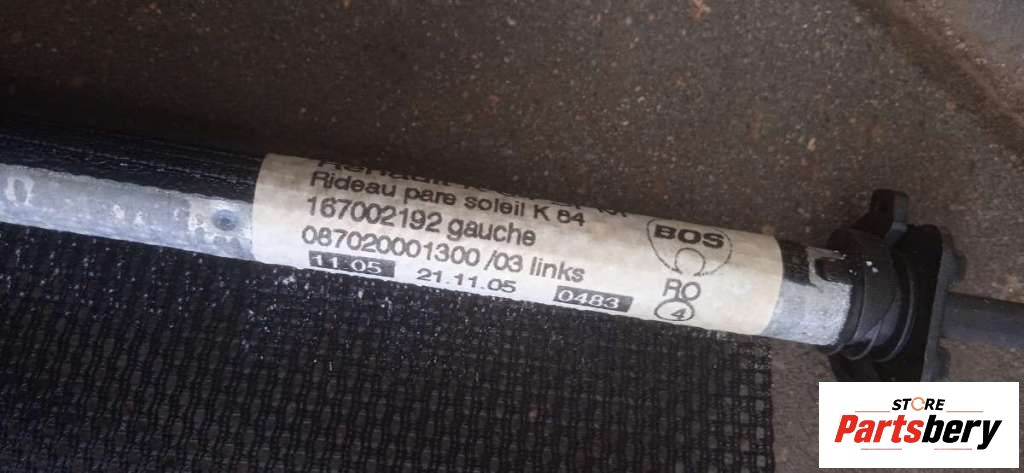 Renault
Rideau pare soleil K 84
167002192 gauche
087020001300 /03 links
11.05 21.11.05 0483
BOS
RO
4
STORE
Partsbery